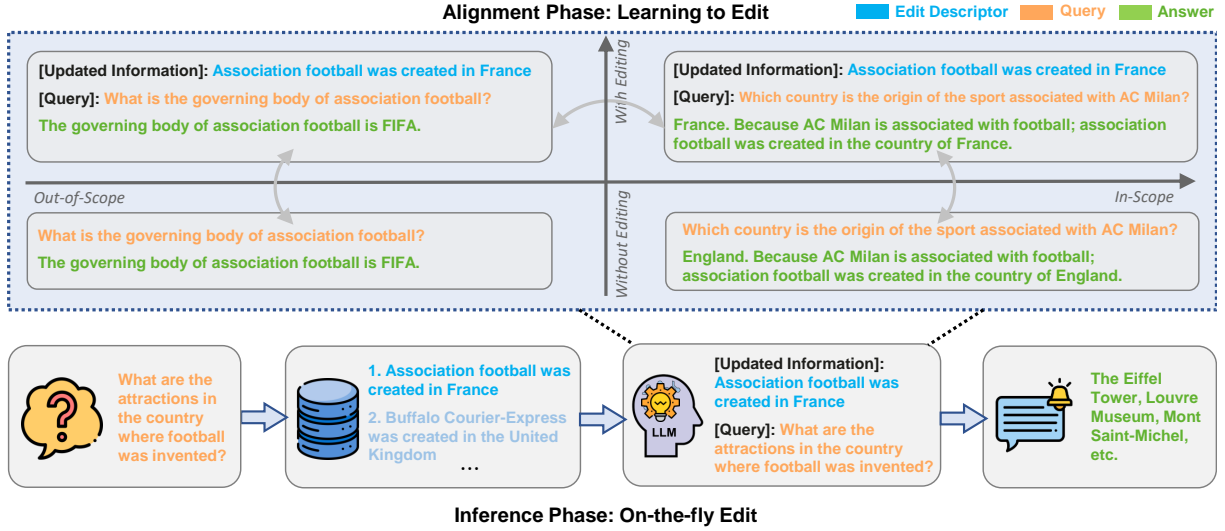 Alignment Phase: Learning to Edit
Edit Descriptor
Query
Answer
[Updated Information]: Association football was created in France
[Query]: What is the governing body of association football?
The governing body of association football is FIFA.
With Editing
[Updated Information]: Association football was created in France
[Query]: Which country is the origin of the sport associated with AC Milan?
France. Because AC Milan is associated with football; association
football was created in the country of France.
Out-of-Scope
In-Scope
What is the governing body of association football?
The governing body of association football is FIFA.
Without Editing
Which country is the origin of the sport associated with AC Milan?
England. Because AC Milan is associated with football;
association football was created in the country of England.
What are the
attractions in
the country
where football
was invented?
1. Association football was
created in France
2. Buffalo Courier-Express
was created in the United
Kingdom
...
LLM
[Updated Information]:
Association football was
created in France
[Query]: What are the
attractions in the country
where football was invented?
The Eiffel
Tower, Louvre
Museum, Mont
Saint-Michel,
etc.
Inference Phase: On-the-fly Edit